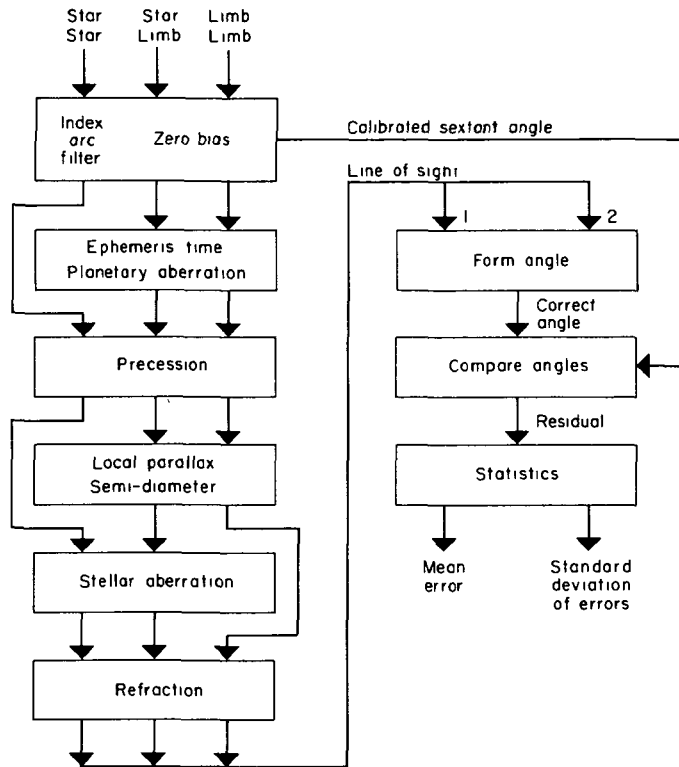 Star Star Limb
Star Limb Limb
Index
arc
filter
Zero bias
Calibrated sextant angle
Line of sight
1
2
Ephemeris time
Planetary aberration
Form angle
Correct
angle
Precession
Compare angles
Residual
Local parallax
Semi-diameter
Statistics
Mean
error
Standard
deviation
of errors
Stellar aberration
Refraction